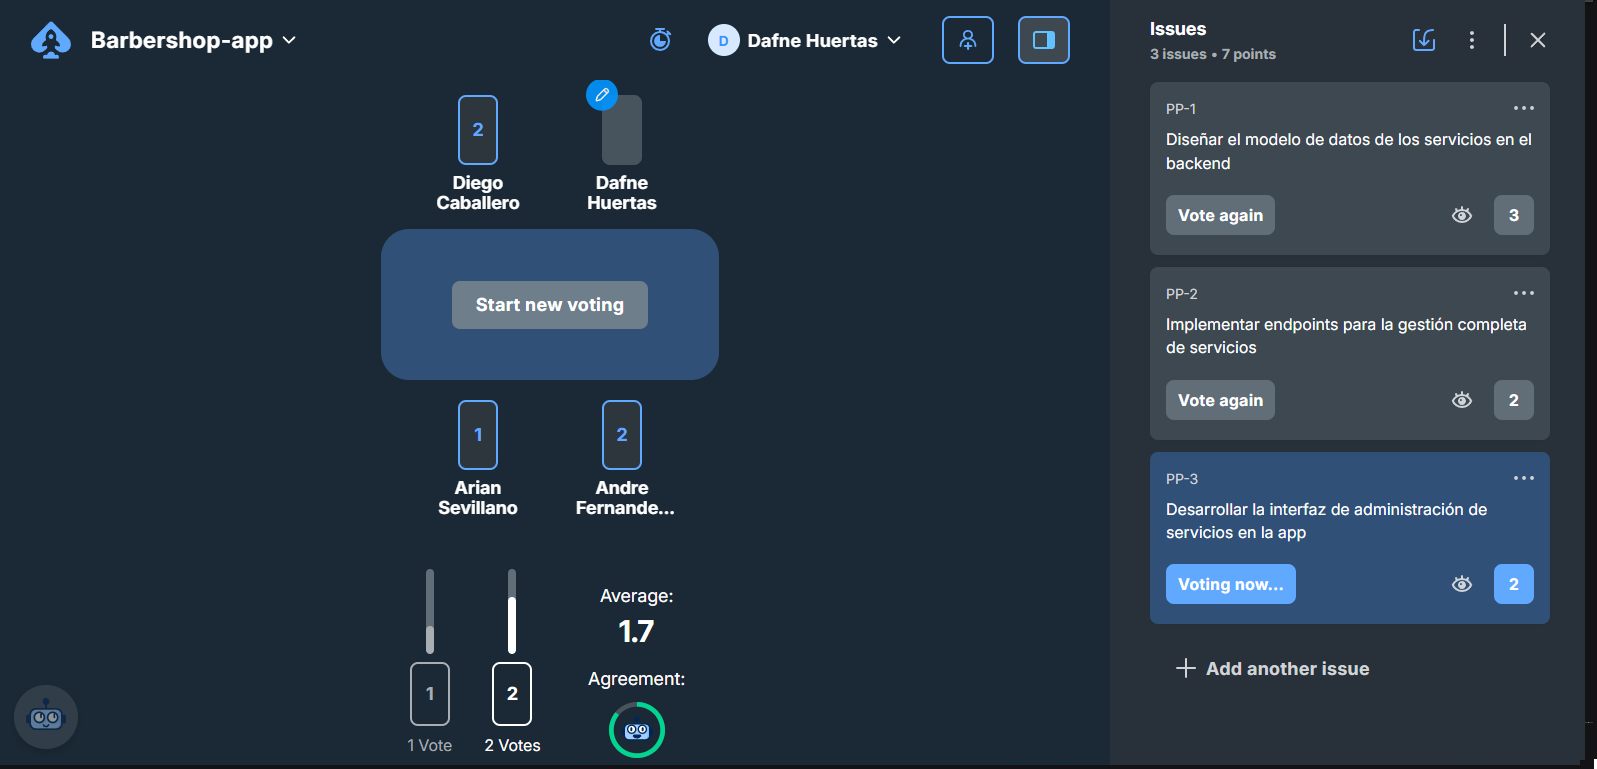 Barbershop-app
D Dafne Huertas
2
Diego
Caballero
Dafne
Huertas
Start new voting
1
Arian
Sevillano
2
Andre
Fernande...
1
1 Vote
2
2 Votes
Average:
1.7
Agreement:
Issues
3 issues • 7 points
PP-1
Diseñar el modelo de datos de los servicios en el
backend
Vote again 3
PP-2
Implementar endpoints para la gestión completa
de servicios
Vote again 2
PP-3
Desarrollar la interfaz de administración de
servicios en la app
Voting now... 2
Add another issue